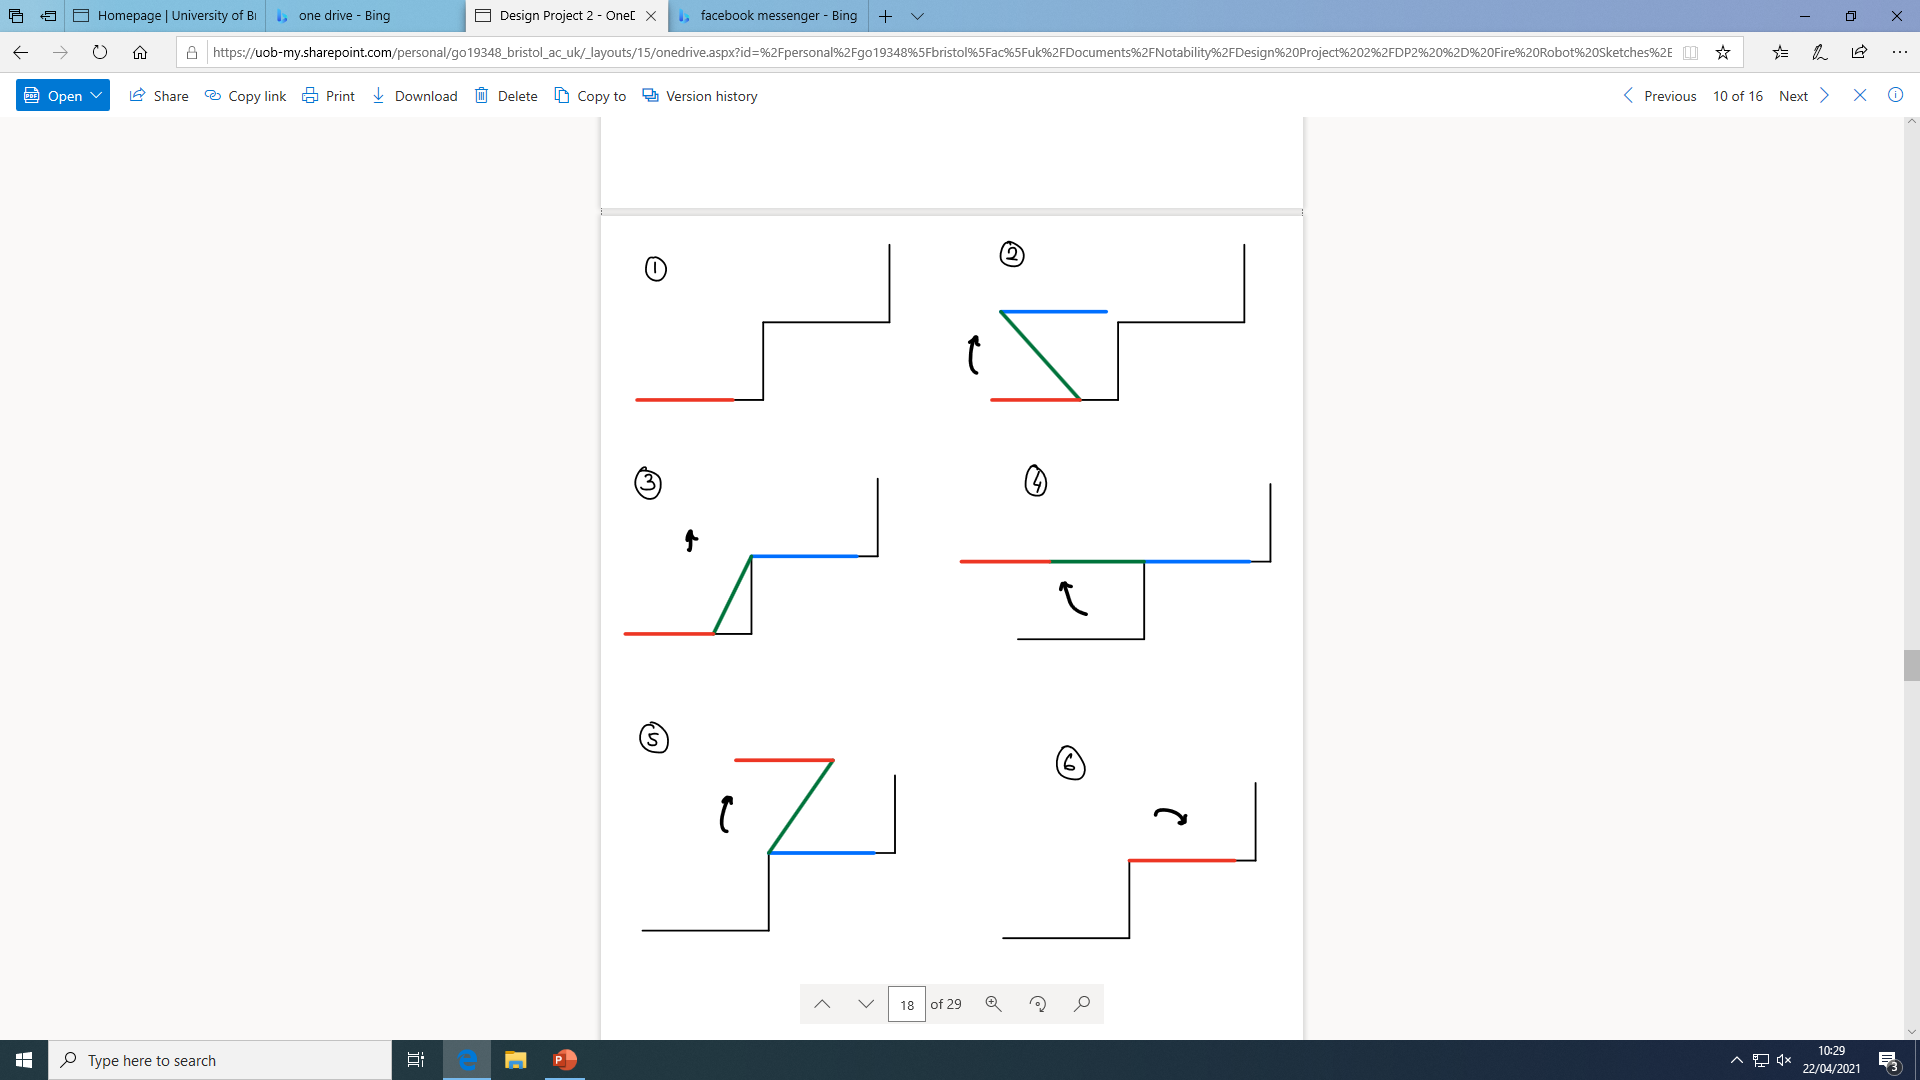 Homepage | University of Br
one drive - Bing
Design Project 2 - OneD
facebook messenger - Bing
https://uob-my.sharepoint.com/personal/go19348_bristol_ac_uk/_layouts/15/onedrive.aspx?id=%2Fpersonal%2Fgo19348%5Fbristol%5Fac%5Fuk%2FDocuments%2FNotability%2FDesign%20Project%202%2FDP2%20%2D%20Fire%20Robot%20Sketches%2E
PDF Open
Share
Copy link
Print
Download
Delete
Copy to
Version history
Previous
10 of 16
Next
1
2
3
4
5
6
18 of 29
Type here to search
P
10:29
22/04/2021
3